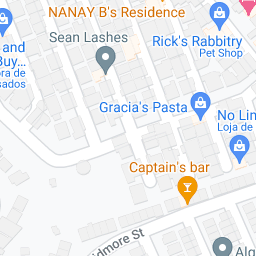 NANAY B's Residence
Sean Lashes
Rick's Rabbitry
Pet Shop
and
Buy...
ora de
sados
Gracia's Pasta
No Lin
Loja de
Captain's bar
dmore St
Alg